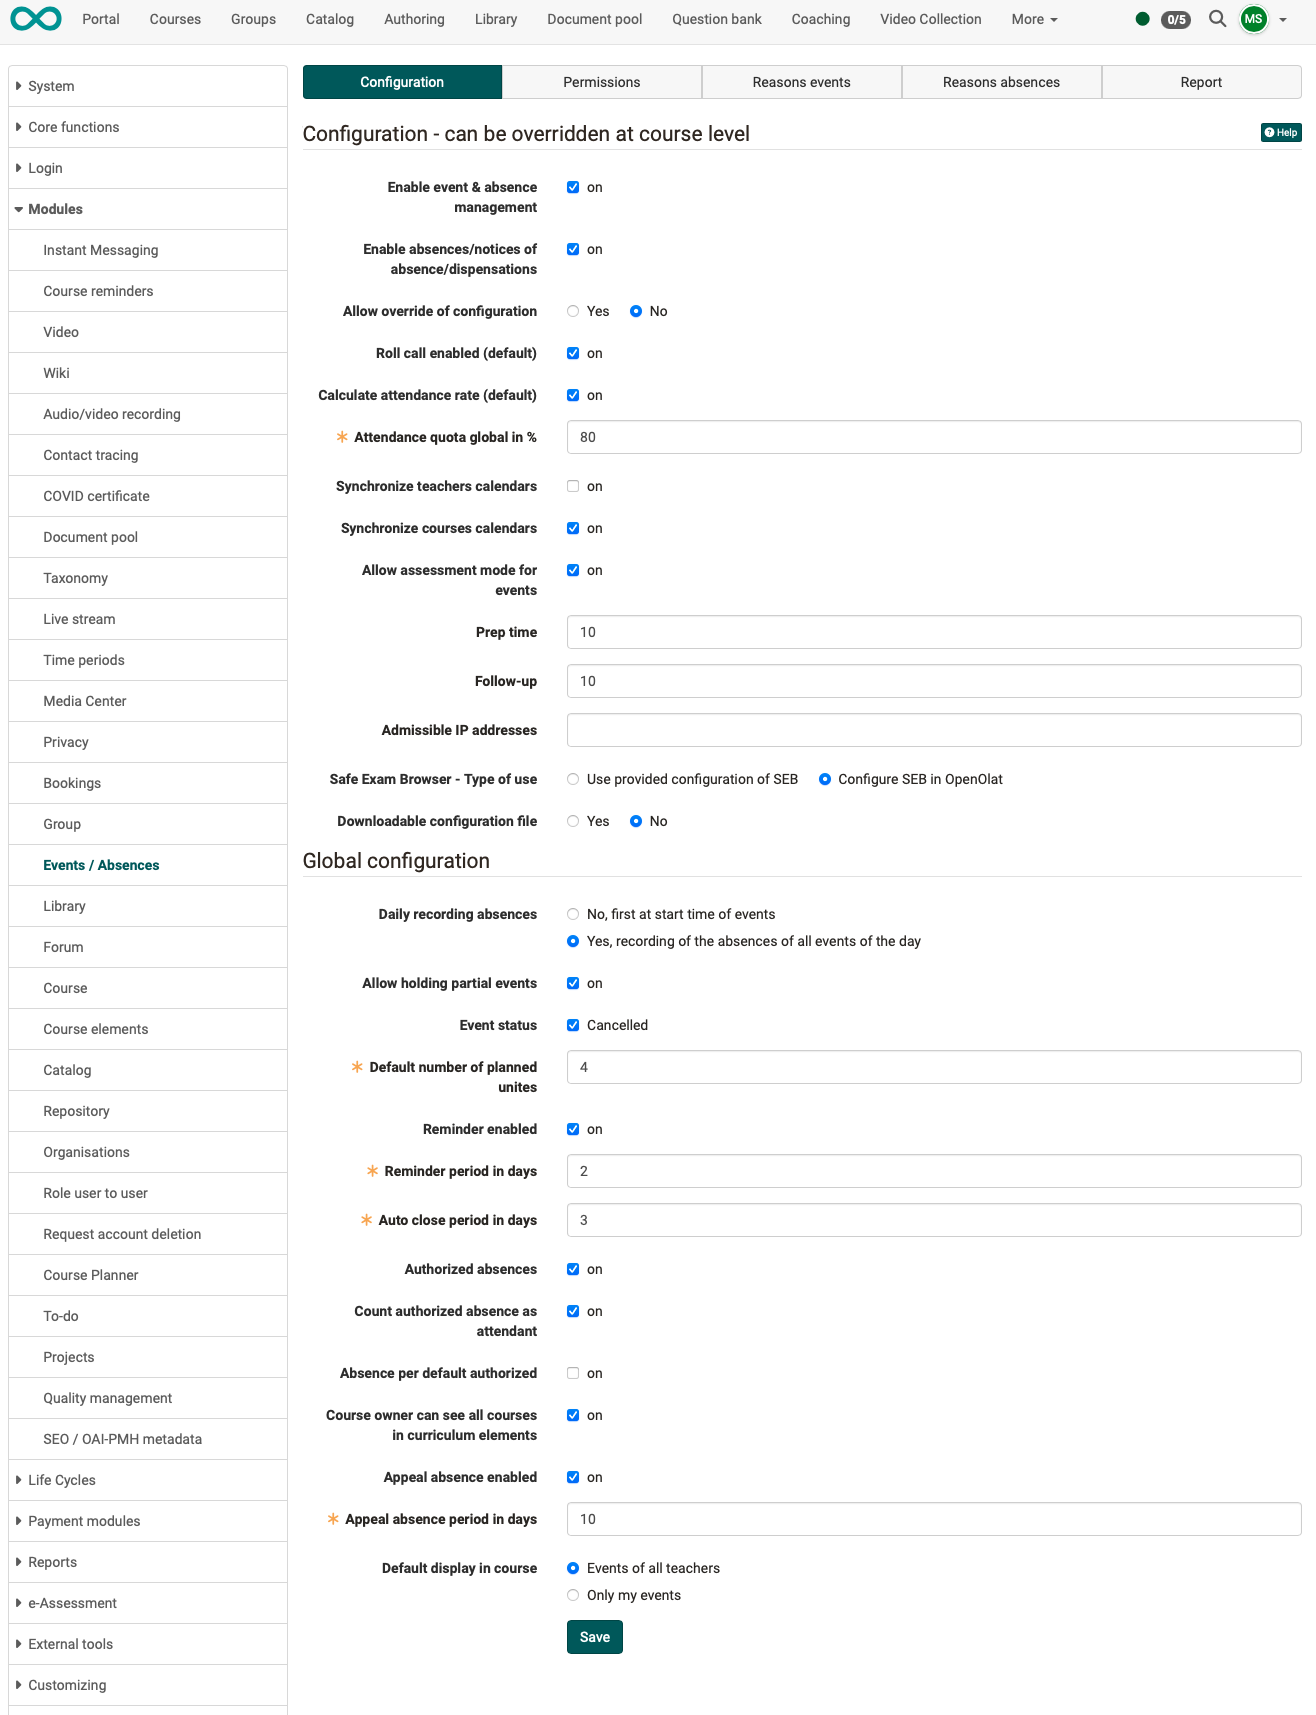 Portal Courses Groups Catalog Authoring Library Document pool Question bank Coaching Video Collection More 0/5 MS
System
Core functions
Login
Modules
Instant Messaging
Course reminders
Video
Wiki
Audio/video recording
Contact tracing
COVID certificate
Document pool
Taxonomy
Live stream
Time periods
Media Center
Privacy
Bookings
Group
Events / Absences
Library
Forum
Course
Course elements
Catalog
Repository
Organisations
Role user to user
Request account deletion
Course Planner
To-do
Projects
Quality management
SEO / OAI-PMH metadata
Life Cycles
Payment modules
Reports
e-Assessment
External tools
Customizing
Configuration Permissions Reasons events Reasons absences Report
Configuration - can be overridden at course level Help
Enable event & absence on
management
Enable absences/notices of on
absence/dispensations
Allow override of configuration Yes No
Roll call enabled (default) on
Calculate attendance rate (default) on
Attendance quota global in % 80
Synchronize teachers calendars on
Synchronize courses calendars on
Allow assessment mode for on
events
Prep time 10
Follow-up 10
Admissible IP addresses
Safe Exam Browser - Type of use Use provided configuration of SEB Configure SEB in OpenOlat
Downloadable configuration file Yes No
Global configuration
Daily recording absences No, first at start time of events
Yes, recording of the absences of all events of the day
Allow holding partial events on
Event status Cancelled
Default number of planned 4
unites
Reminder enabled on
Reminder period in days 2
Auto close period in days 3
Authorized absences on
Count authorized absence as on
attendant
Absence per default authorized on
Course owner can see all courses on
in curriculum elements
Appeal absence enabled on
Appeal absence period in days 10
Default display in course Events of all teachers
Only my events
Save